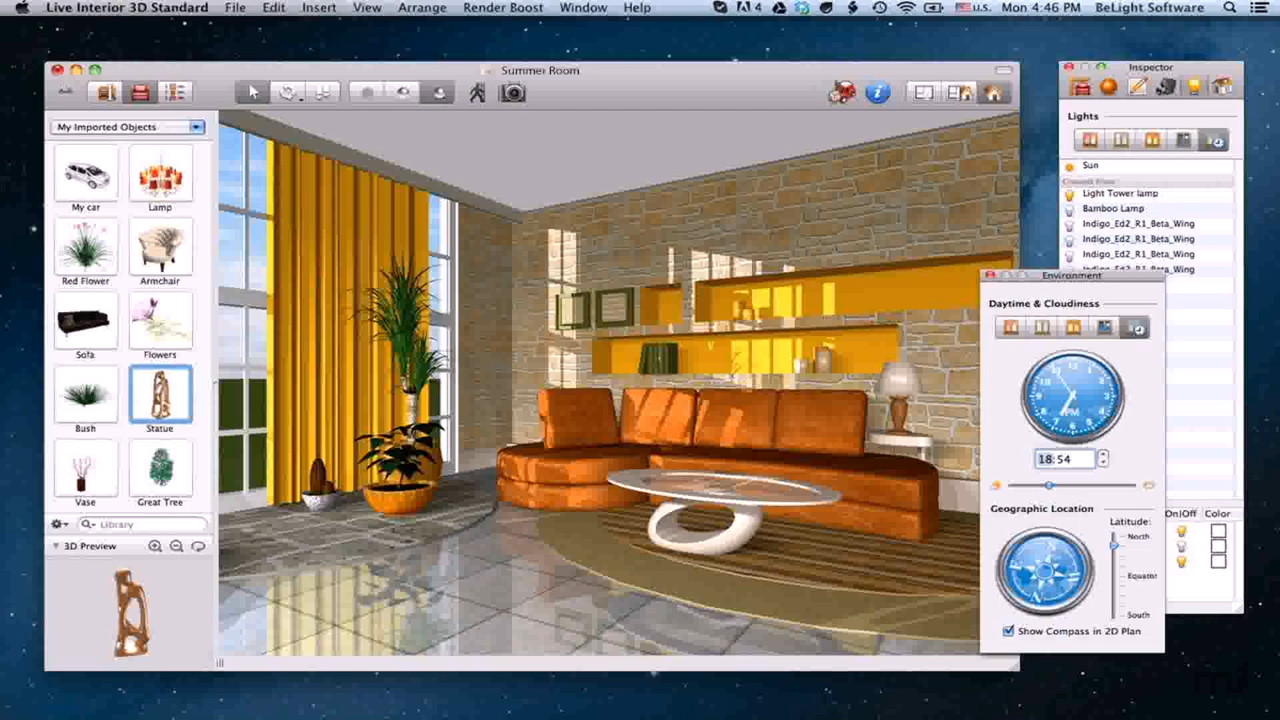 Live Interior 3D Standard File Edit Insert View Arrange Render Boost Window Help 4 U.S. Mon 4:46 PM BeLight Software
Summer Room
My Imported Objects
My car Lamp
Red Flower Armchair
Sofa Flowers
Bush Statue
Vase Great Tree
Library
3D Preview
Inspector
Lights
Sun
Light Tower lamp
Bamboo Lamp
Indigo_Ed2_R1_Beta_Wing
Indigo_Ed2_R1_Beta_Wing
Indigo_Ed2_R1_Beta_Wing
Indigo_Ed2_R1_Beta_Wing
On|Off Color
Environment
Daytime & Cloudiness
PM
18:54
Geographic Location
Latitude:
North
Equator
South
N
Show Compass in 2D Plan